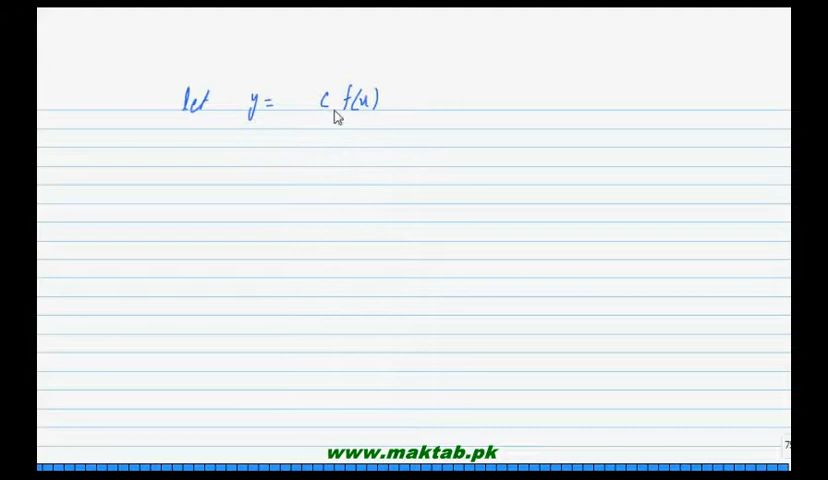 let y = c f(x)
www.maktab.pk